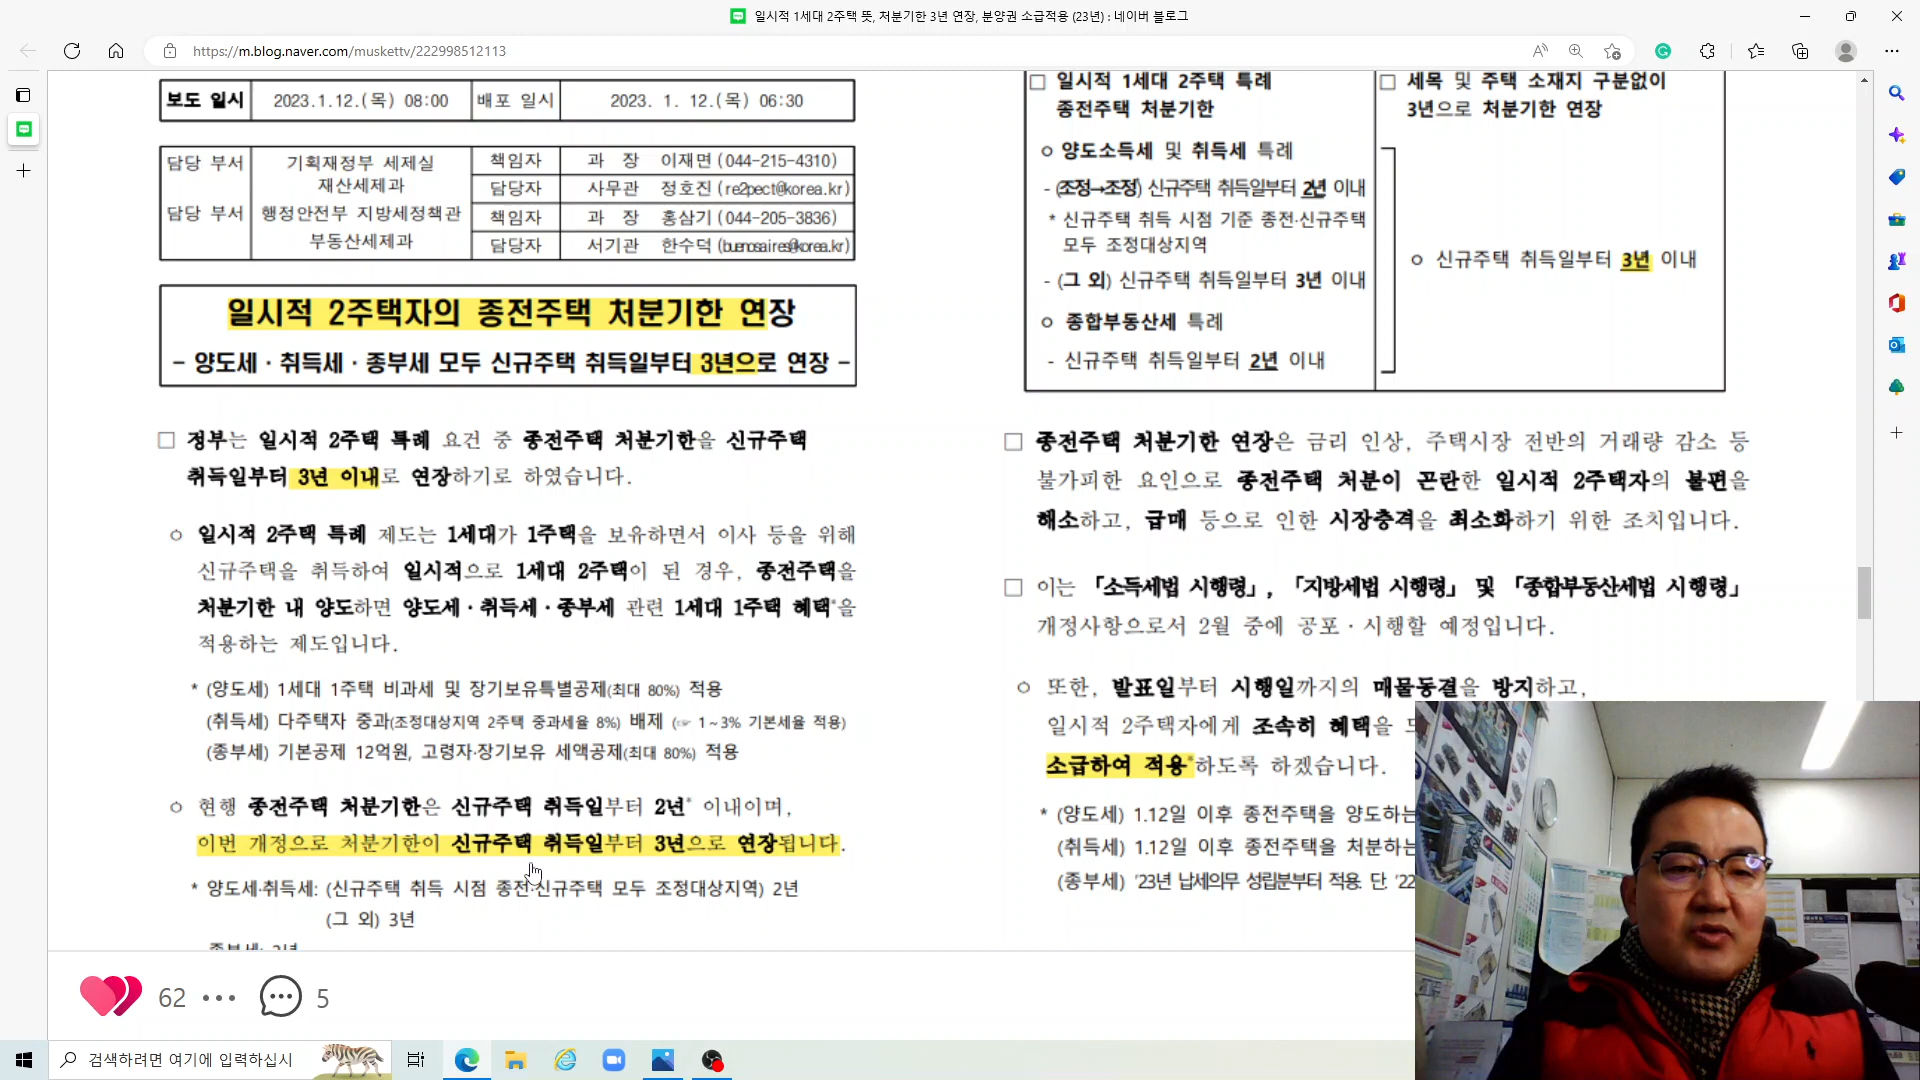 일시적 1세대 2주택 뜻, 처분기한 3년 연장, 분양권 소급적용 (23년) : 네이버 블로그
https://m.blog.naver.com/muskettv/222998512113
보도 일시 2023.1.12.(목) 08:00 배포 일시 2023. 1. 12.(목) 06:30
담당 부서 기획재정부 세제실 책임자 과 장 이재면 (044-215-4310)
재산세제과 담당자 사무관 정호진 (re2pect@korea.kr)
담당 부서 행정안전부 지방세정책관 책임자 과 장 홍삼기 (044-205-3836)
부동산세제과 담당자 서기관 한수덕 (buenosaires@korea.kr)
일시적 2주택자의 종전주택 처분기한 연장
- 양도세 · 취득세 · 종부세 모두 신규주택 취득일부터 3년으로 연장 -
□ 정부는 일시적 2주택 특례 요건 중 종전주택 처분기한을 신규주택
취득일부터 3년 이내로 연장하기로 하였습니다.
ㅇ 일시적 2주택 특례 제도는 1세대가 1주택을 보유하면서 이사 등을 위해
신규주택을 취득하여 일시적으로 1세대 2주택이 된 경우, 종전주택을
처분기한 내 양도하면 양도세 · 취득세 · 종부세 관련 1세대 1주택 혜택*을
적용하는 제도입니다.
* (양도세) 1세대 1주택 비과세 및 장기보유특별공제(최대 80%) 적용
(취득세) 다주택자 중과(조정대상지역 2주택 중과세율 8%) 배제 (☞ 1~3% 기본세율 적용)
(종부세) 기본공제 12억원, 고령자·장기보유 세액공제(최대 80%) 적용
ㅇ 현행 종전주택 처분기한은 신규주택 취득일부터 2년* 이내이며,
이번 개정으로 처분기한이 신규주택 취득일부터 3년으로 연장됩니다.
* 양도세·취득세: (신규주택 취득 시점 종전·신규주택 모두 조정대상지역) 2년
(그 외) 3년
종부세: 2년
□ 일시적 1세대 2주택 특례
종전주택 처분기한
ㅇ 양도소득세 및 취득세 특례
- (조정→조정) 신규주택 취득일부터 2년 이내
* 신규주택 취득 시점 기준 종전·신규주택
모두 조정대상지역
- (그 외) 신규주택 취득일부터 3년 이내
ㅇ 종합부동산세 특례
- 신규주택 취득일부터 2년 이내
□ 세목 및 주택 소재지 구분없이
3년으로 처분기한 연장
ㅇ 신규주택 취득일부터 3년 이내
□ 종전주택 처분기한 연장은 금리 인상, 주택시장 전반의 거래량 감소 등
불가피한 요인으로 종전주택 처분이 곤란한 일시적 2주택자의 불편을
해소하고, 급매 등으로 인한 시장충격을 최소화하기 위한 조치입니다.
□ 이는 「소득세법 시행령」, 「지방세법 시행령」 및 「종합부동산세법 시행령」
개정사항으로서 2월 중에 공포 · 시행할 예정입니다.
ㅇ 또한, 발표일부터 시행일까지의 매물동결을 방지하고,
일시적 2주택자에게 조속히 혜택을
소급하여 적용*하도록 하겠습니다.
* (양도세) 1.12일 이후 종전주택을 양도하는
(취득세) 1.12일 이후 종전주택을 처분하는
(종부세) '23년 납세의무 성립분부터 적용. 단, '22
62 5
검색하려면 여기에 입력하십시